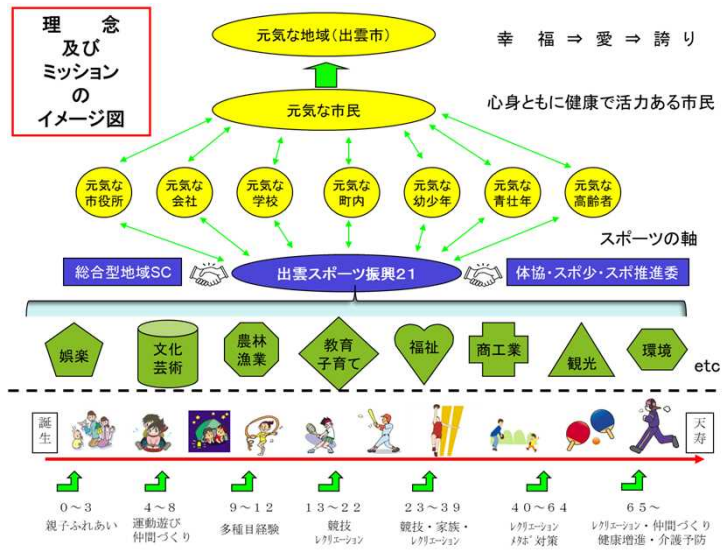 理　念
及び
ミッション
の
イメージ図
元気な地域（出雲市）
幸　福 ⇒ 愛 ⇒ 誇　り
元気な市民
心身ともに健康で活力ある市民
元気な
市役所
元気な
会社
元気な
学校
元気な
町内
元気な
幼少年
元気な
青壮年
元気な
高齢者
スポーツの軸
総合型地域SC
出雲スポーツ振興２１
体協・スポ少・スポ推進委
娯楽
文化
芸術
農林
漁業
教育
子育て
福祉
商工業
観光
環境
etc
誕生
天寿
０～３
親子ふれあい
４～８
運動遊び
仲間づくり
９～１２
多種目経験
１３～２２
競技
ﾚｸﾘｴｰｼｮﾝ
２３～３９
競技・家族・
ﾚｸﾘｴｰｼｮﾝ
４０～６４
ﾚｸﾘｴｰｼｮﾝ
ﾒﾀﾎﾞ対策
６５～
ﾚｸﾘｴｰｼｮﾝ・仲間づくり
健康増進・介護予防